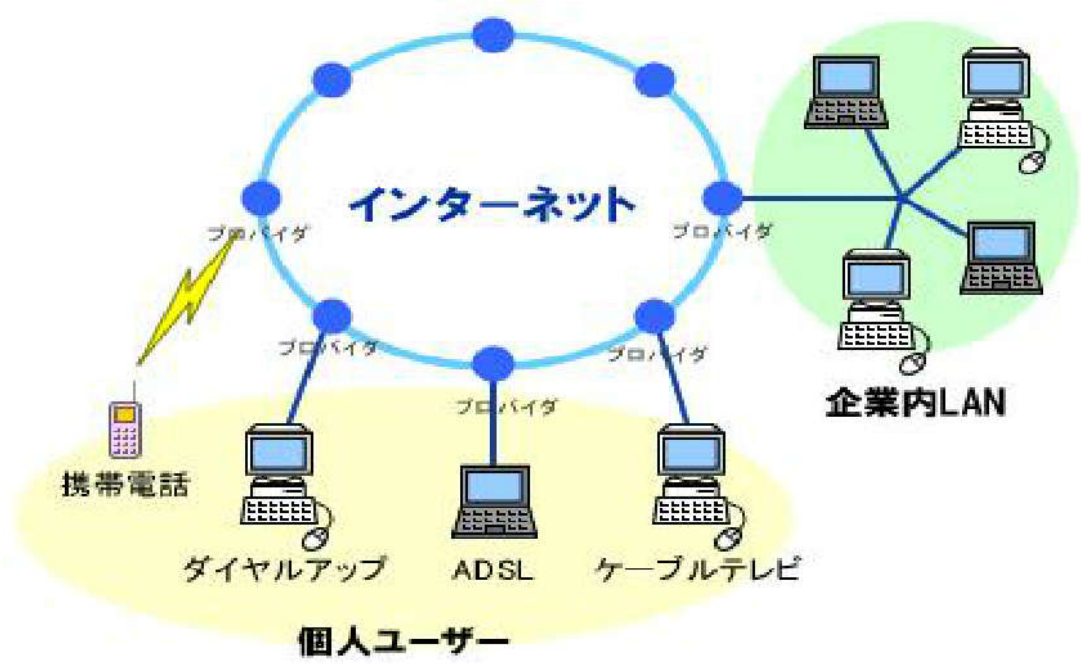 インターネット
プロバイダ
プロバイダ
プロバイダ
プロバイダ
プロバイダ
企業内LAN
携帯電話
ダイヤルアップ
ADSL
ケーブルテレビ
個人ユーザー